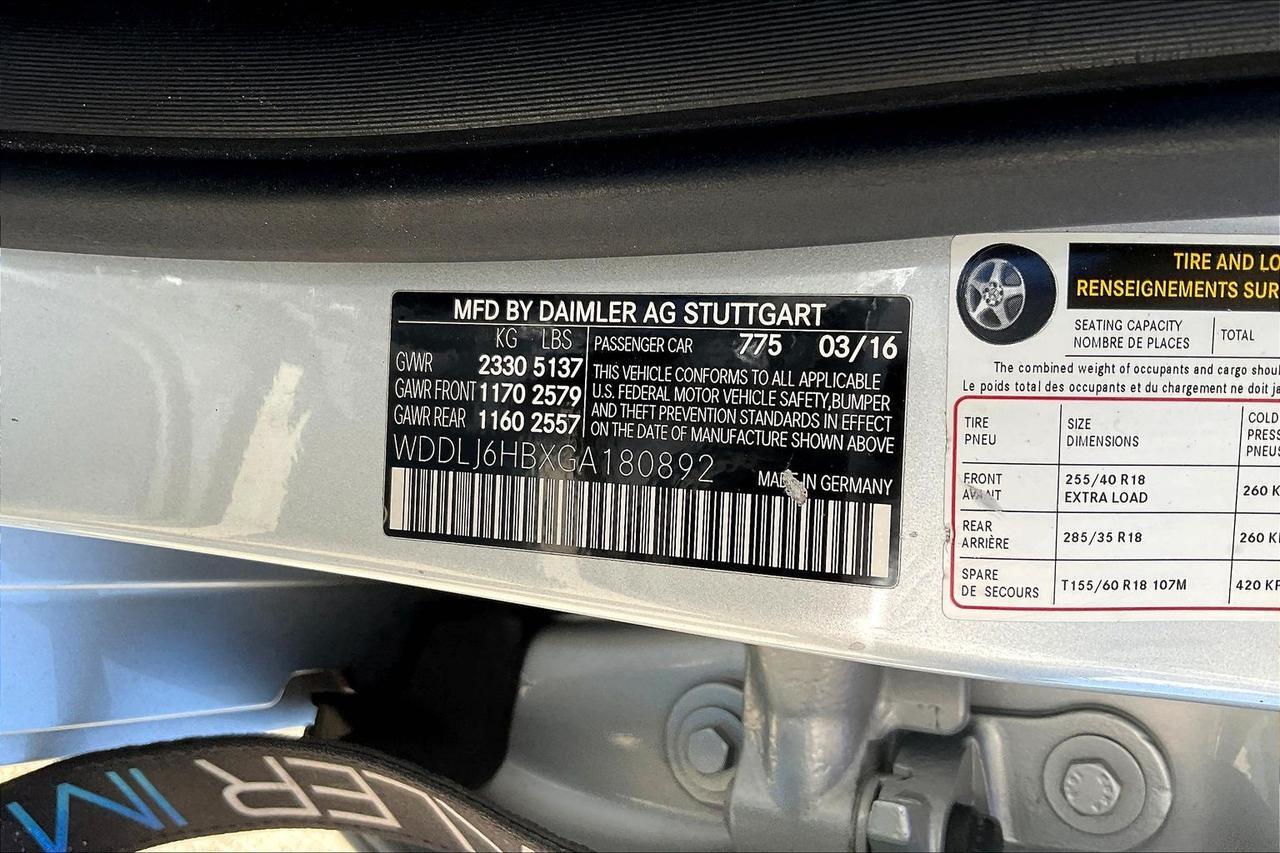 MFD BY DAIMLER AG STUTTGART
KG LBS
GVWR 2330 5137
GAWR FRONT 1170 2579
GAWR REAR 1160 2557
PASSENGER CAR 775 03/16
THIS VEHICLE CONFORMS TO ALL APPLICABLE
U.S. FEDERAL MOTOR VEHICLE SAFETY,BUMPER
AND THEFT PREVENTION STANDARDS IN EFFECT
ON THE DATE OF MANUFACTURE SHOWN ABOVE
WDDLJ6HBXGA180892
MADE IN GERMANY
TIRE AND LO
RENSEIGNEMENTS SUR
SEATING CAPACITY
NOMBRE DE PLACES
TOTAL
The combined weight of occupants and cargo shou
Le poids total des occupants et du chargement ne doit ja
TIRE
PNEU
SIZE
DIMENSIONS
COLD
PRESS
PNEUS
FRONT
AVANT
255/40 R18
EXTRA LOAD
260 K
REAR
ARRIÈRE
285/35 R18
260 K
SPARE
DE SECOURS
T155/60 R18 107M
420 KP
LER IM